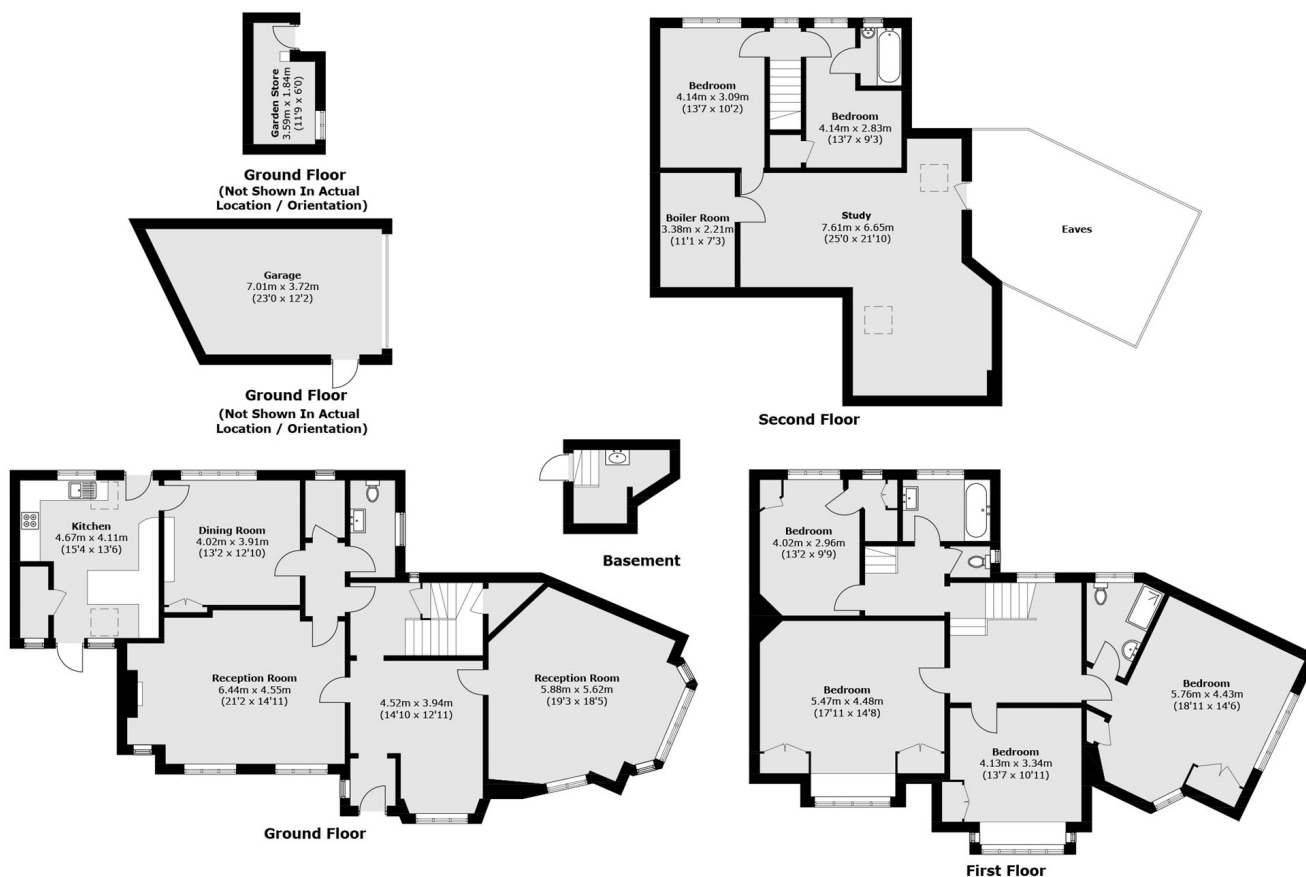 Garden Store
3.59m x 1.84m
(11'9 x 6'0)
Ground Floor
(Not Shown In Actual
Location / Orientation)
Garage
7.01m x 3.72m
(23'0 x 12'2)
Ground Floor
(Not Shown In Actual
Location / Orientation)
Bedroom
4.14m x 3.09m
(13'7 x 10'2)
Bedroom
4.14m x 2.83m
(13'7 x 9'3)
Boiler Room
3.38m x 2.21m
(11'1 x 7'3)
Study
7.61m x 6.65m
(25'0 x 21'10)
Eaves
Second Floor
Kitchen
4.67m x 4.11m
(15'4 x 13'6)
Dining Room
4.02m x 3.91m
(13'2 x 12'10)
Reception Room
6.44m x 4.55m
(21'2 x 14'11)
4.52m x 3.94m
(14'10 x 12'11)
Reception Room
5.88m x 5.62m
(19'3 x 18'5)
Ground Floor
Basement
Bedroom
4.02m x 2.96m
(13'2 x 9'9)
Bedroom
5.47m x 4.48m
(17'11 x 14'8)
Bedroom
4.13m x 3.34m
(13'7 x 10'11)
Bedroom
5.76m x 4.43m
(18'11 x 14'6)
First Floor